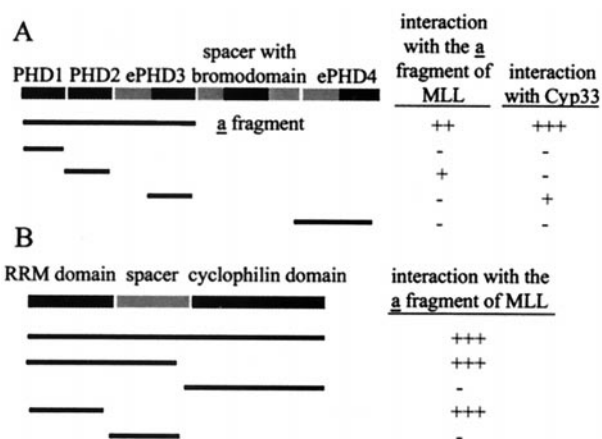 A
interaction
with the a
fragment of
MLL
interaction
with Cyp33
spacer with
PHD1 PHD2 ePHD3 bromodomain ePHD4
a fragment
++ +++
- -
+ -
- +
- -
B
RRM domain spacer cyclophilin domain
interaction with the
a fragment of MLL
+++
+++
-
+++
-